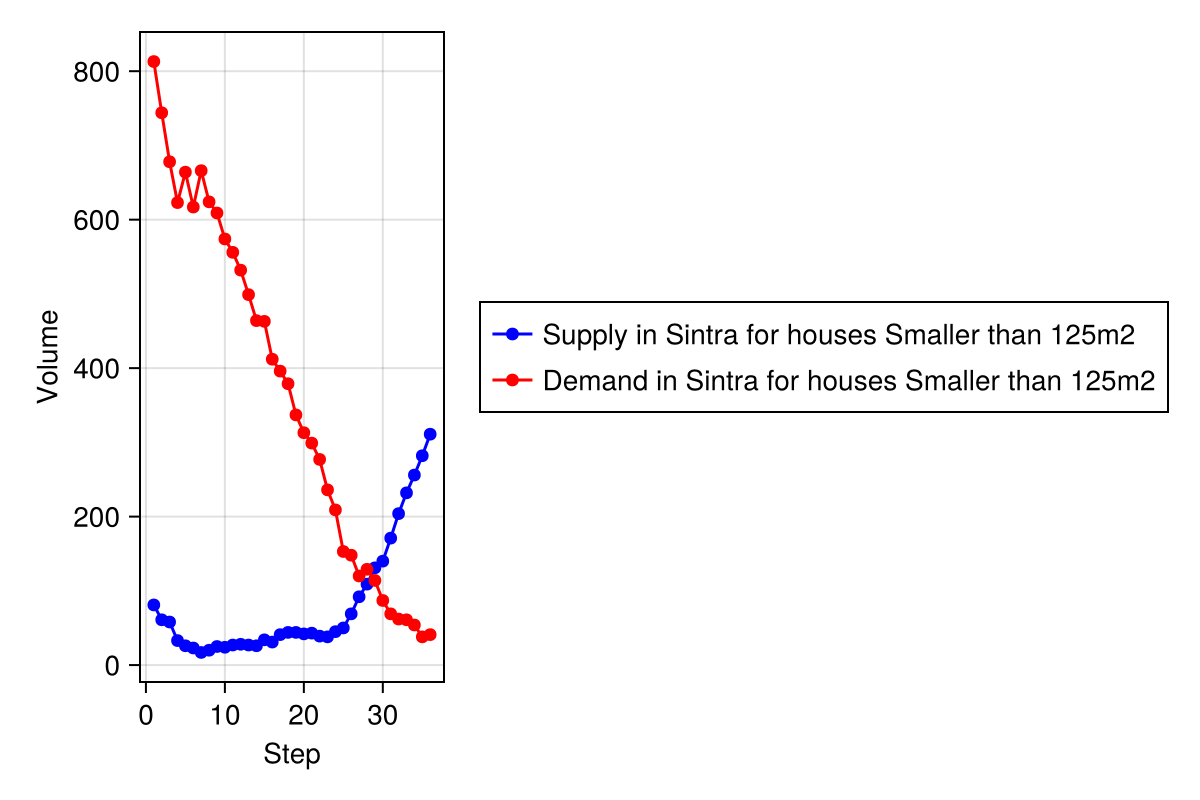 800
600
400
200
0
Volume
0 10 20 30
Step
Supply in Sintra for houses Smaller than 125m2
Demand in Sintra for houses Smaller than 125m2